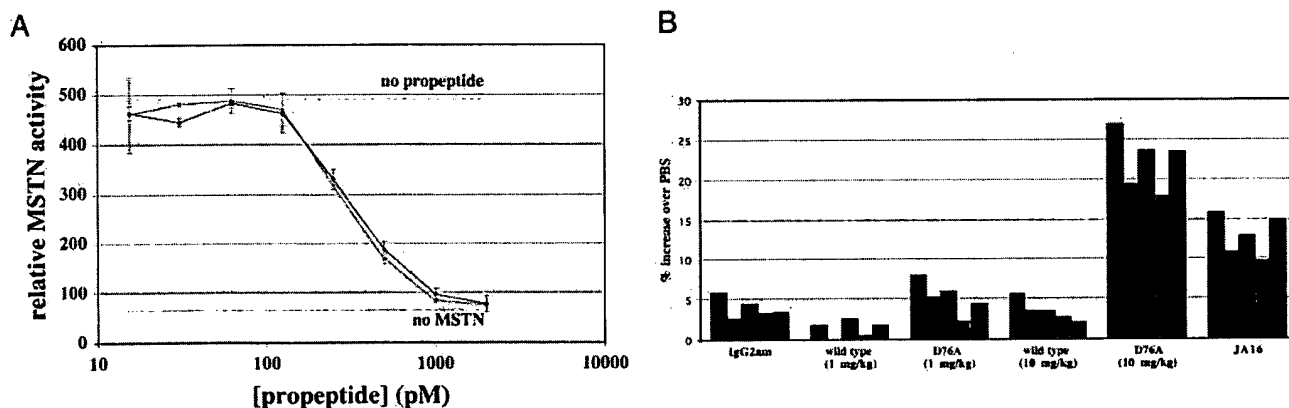 A
600
500
400
300
200
100
0
relative MSTN activity
no propeptide
no MSTN
10
100
1000
10000
[propeptide] (pM)
B
30
25
20
15
10
5
0
% increase over PBS
IgG2am
wild type
(1 mg/kg)
D76A
(1 mg/kg)
wild type
(10 mg/kg)
D76A
(10 mg/kg)
JA16